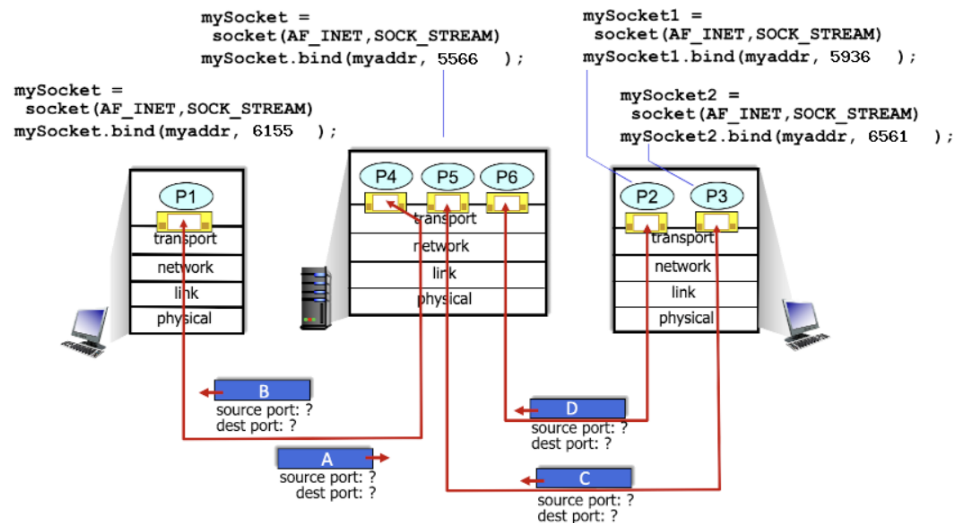 mySocket =
socket(AF_INET,SOCK_STREAM)
mySocket.bind(myaddr, 5566 );
mySocket1 =
socket(AF_INET,SOCK_STREAM)
mySocket1.bind(myaddr, 5936 );
mySocket =
socket(AF_INET,SOCK_STREAM)
mySocket.bind(myaddr, 6155 );
mySocket2 =
socket(AF_INET,SOCK_STREAM)
mySocket2.bind(myaddr, 6561 );
P1
transport
network
link
physical
P4 P5 P6
transport
network
link
physical
P2 P3
transport
network
link
physical
B
source port: ?
dest port: ?
A
source port: ?
dest port: ?
D
source port: ?
dest port: ?
C
source port: ?
dest port: ?